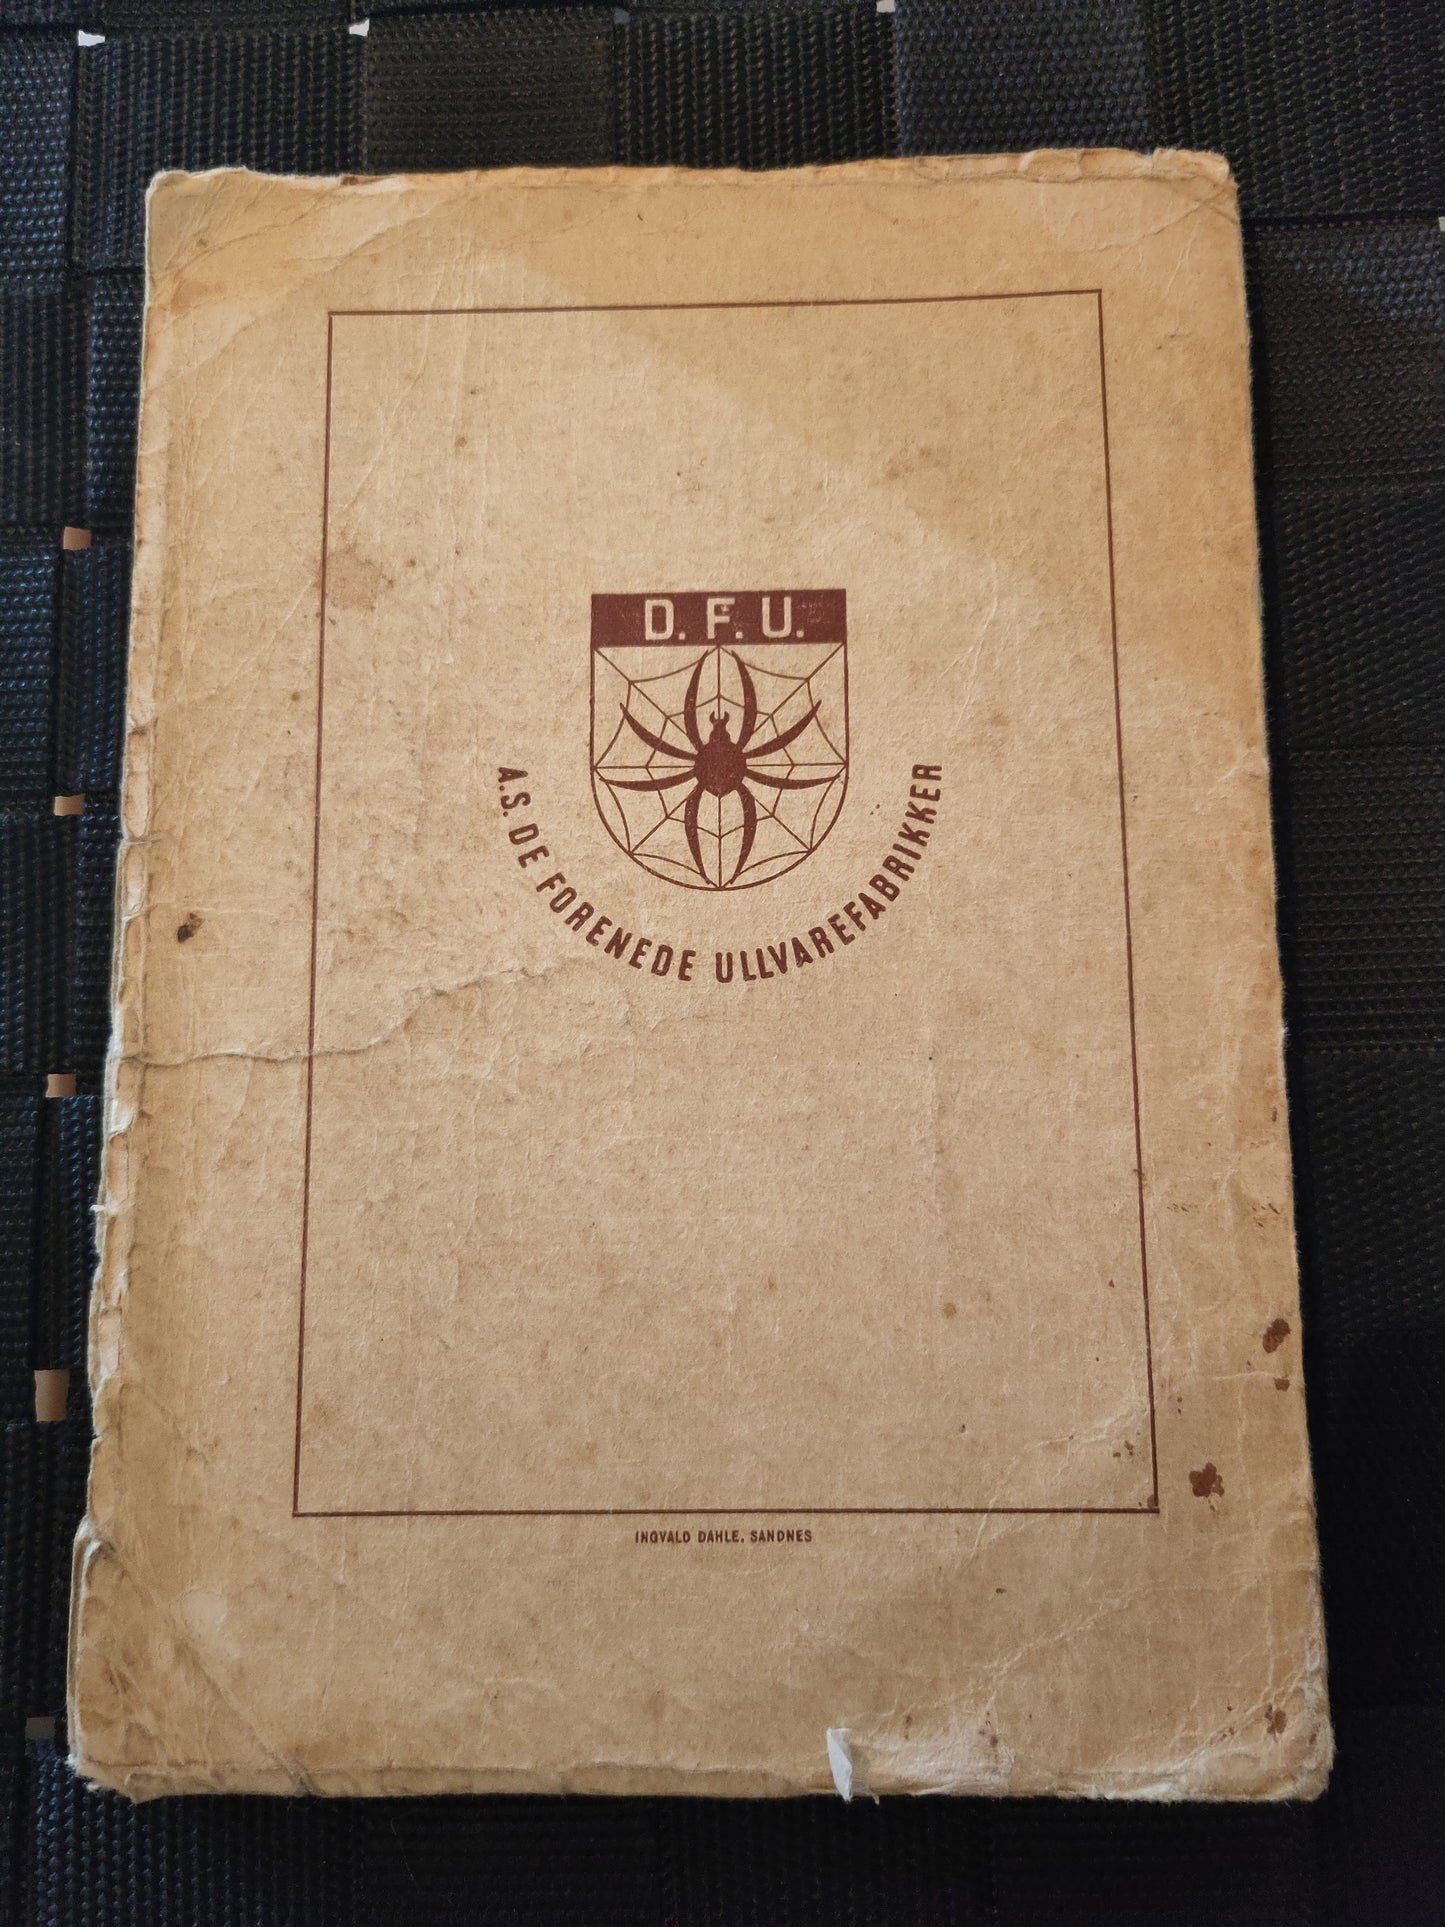 D. F. U.
A.S. DE FORENEDE ULLVAREFABRIKKER
INGVALD DAHLE, SANDNES